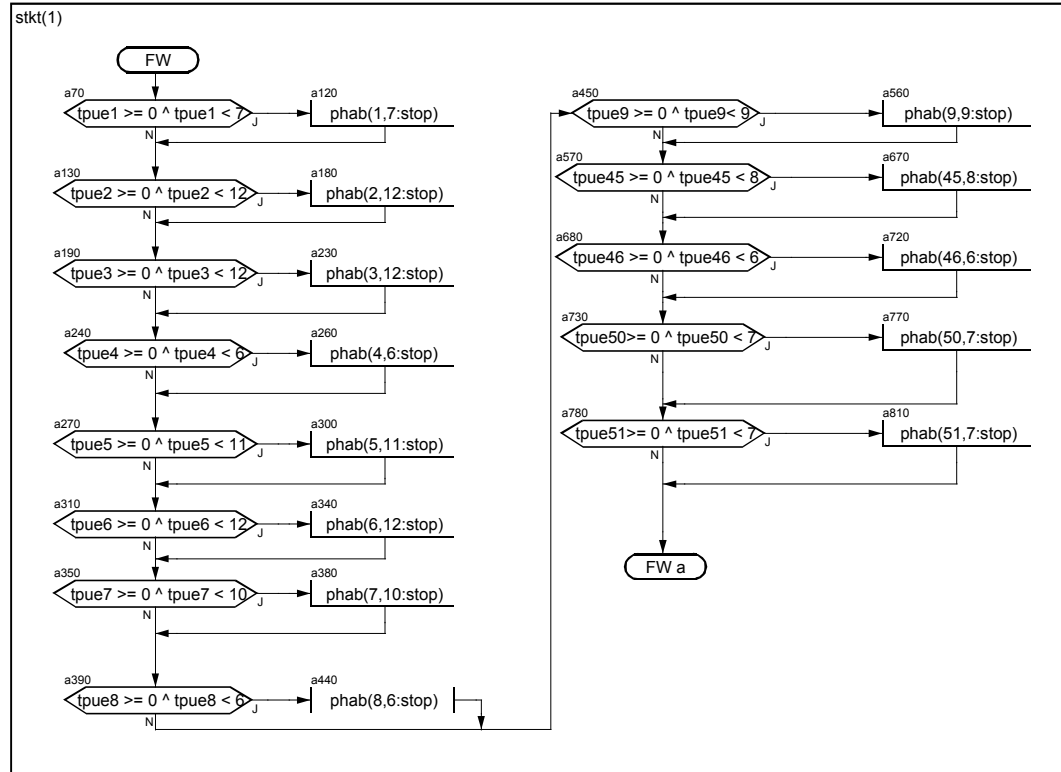 stkt(1)
FW
a70
tpue1 >= 0 ^ tpue1 < 7
J
N
a120
phab(1,7:stop)
a130
tpue2 >= 0 ^ tpue2 < 12
J
N
a180
phab(2,12:stop)
a190
tpue3 >= 0 ^ tpue3 < 12
J
N
a230
phab(3,12:stop)
a240
tpue4 >= 0 ^ tpue4 < 6
J
N
a260
phab(4,6:stop)
a270
tpue5 >= 0 ^ tpue5 < 11
J
N
a300
phab(5,11:stop)
a310
tpue6 >= 0 ^ tpue6 < 12
J
N
a340
phab(6,12:stop)
a350
tpue7 >= 0 ^ tpue7 < 10
J
N
a380
phab(7,10:stop)
a390
tpue8 >= 0 ^ tpue8 < 6
J
N
a440
phab(8,6:stop)
a450
tpue9 >= 0 ^ tpue9< 9
J
N
a560
phab(9,9:stop)
a570
tpue45 >= 0 ^ tpue45 < 8
J
N
a670
phab(45,8:stop)
a680
tpue46 >= 0 ^ tpue46 < 6
J
N
a720
phab(46,6:stop)
a730
tpue50>= 0 ^ tpue50 < 7
J
N
a770
phab(50,7:stop)
a780
tpue51>= 0 ^ tpue51 < 7
J
N
a810
phab(51,7:stop)
FW a